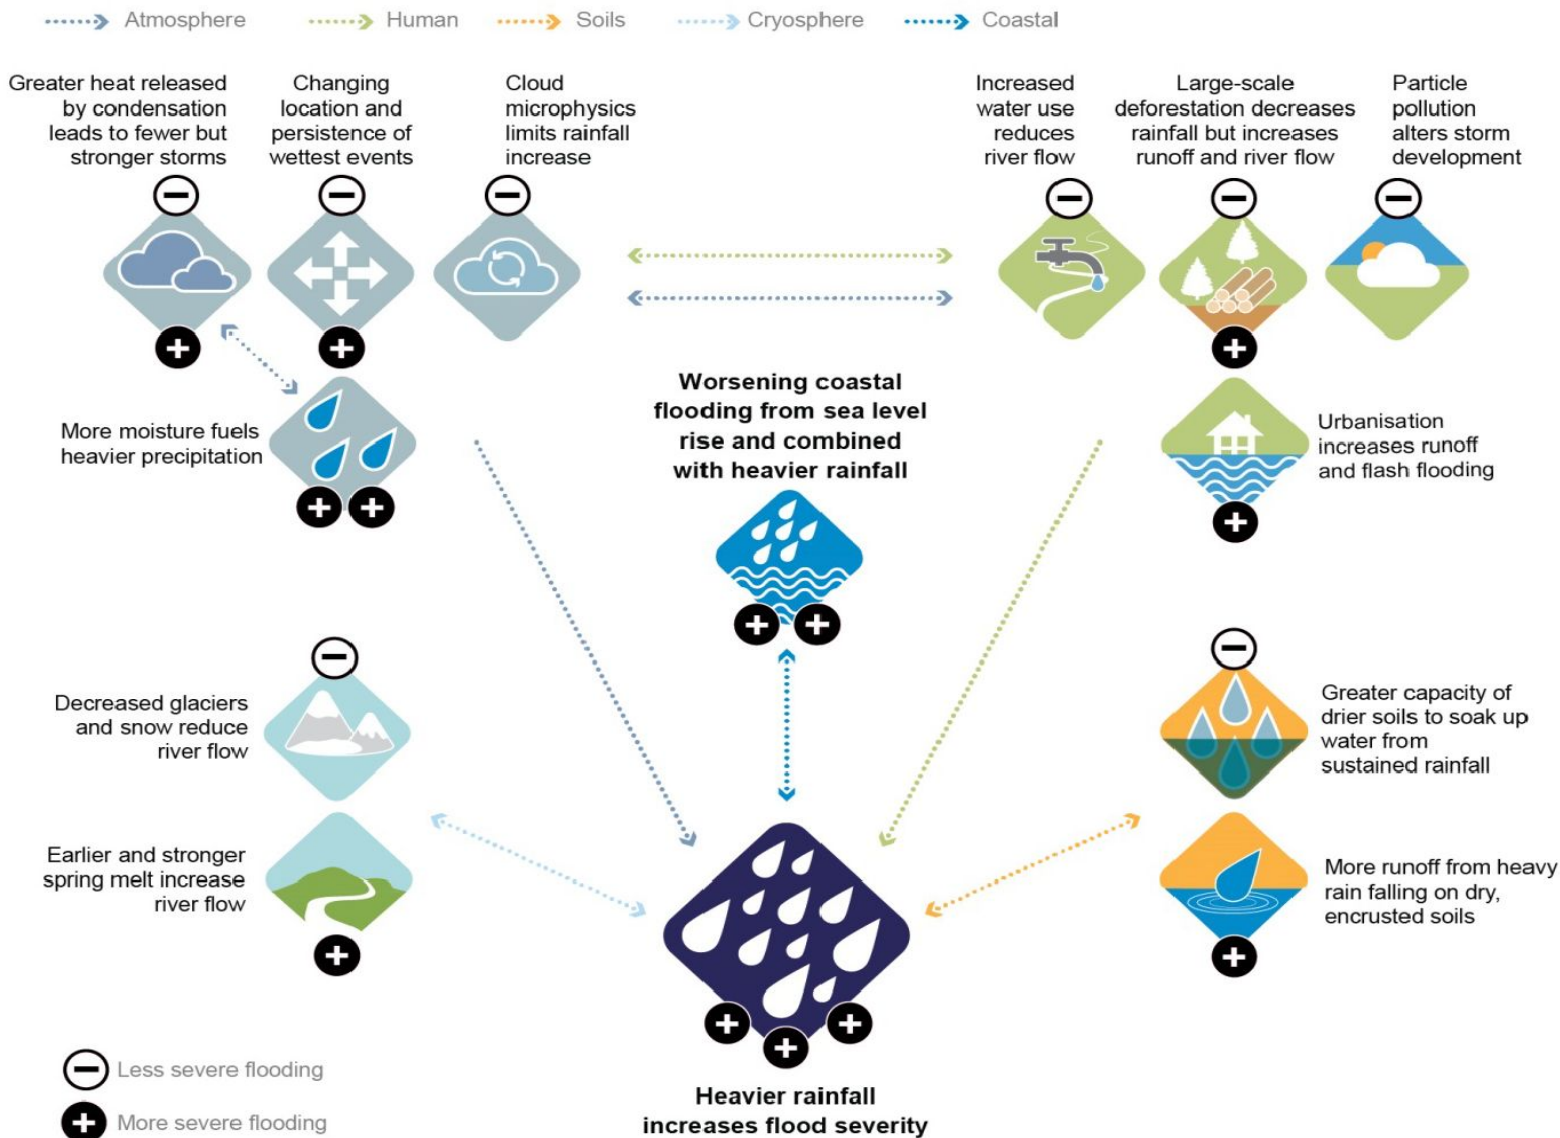 Atmosphere
Human
Soils
Cryosphere
Coastal
Greater heat released
by condensation
leads to fewer but
stronger storms
Changing
location and
persistence of
wettest events
Cloud
microphysics
limits rainfall
increase
Increased
water use
reduces
river flow
Large-scale
deforestation decreases
rainfall but increases
runoff and river flow
Particle
pollution
alters storm
development
More moisture fuels
heavier precipitation
Worsening coastal
flooding from sea level
rise and combined
with heavier rainfall
Urbanisation
increases runoff
and flash flooding
Decreased glaciers
and snow reduce
river flow
Greater capacity of
drier soils to soak up
water from
sustained rainfall
Earlier and stronger
spring melt increase
river flow
More runoff from heavy
rain falling on dry,
encrusted soils
Less severe flooding
More severe flooding
Heavier rainfall
increases flood severity